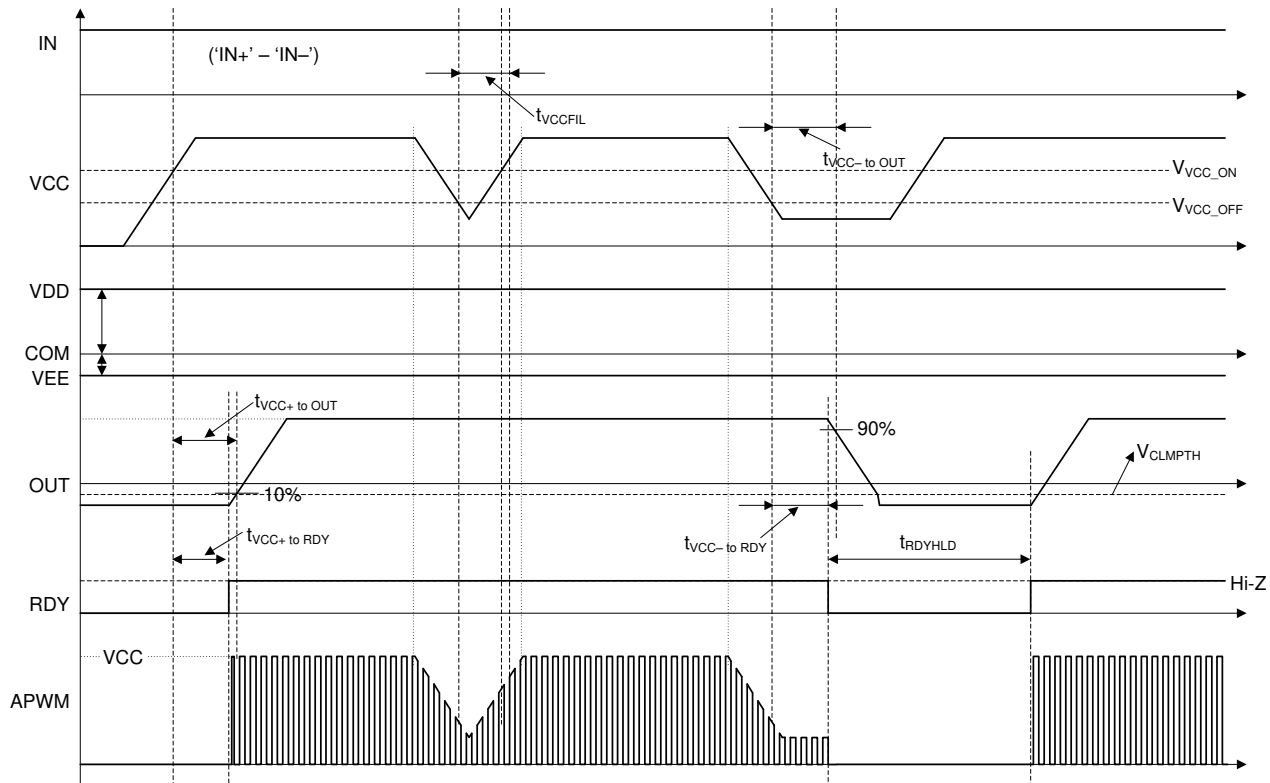 IN
('IN+' – 'IN–')
tVCCFIL
tVCC– to OUT
VCC
VVCC_ON
VVCC_OFF
VDD
COM
VEE
tVCC+ to OUT
90%
VCLMPTH
OUT
10%
tVCC+ to RDY
tVCC– to RDY
tRDYHLD
Hi-Z
RDY
VCC
APWM